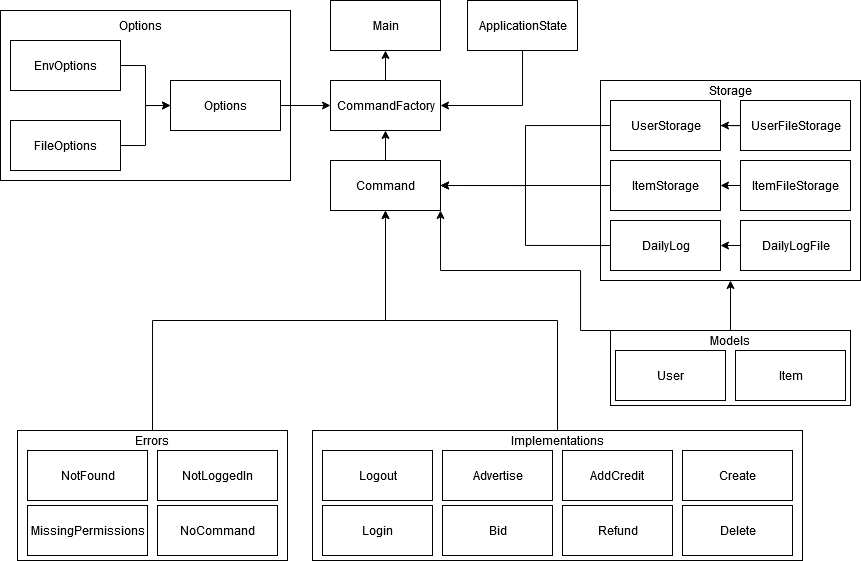 Options
EnvOptions
FileOptions
Options
Main
ApplicationState
CommandFactory
Command
Storage
UserStorage
UserFileStorage
ItemStorage
ItemFileStorage
DailyLog
DailyLogFile
Models
User
Item
Errors
NotFound
NotLoggedIn
MissingPermissions
NoCommand
Implementations
Logout
Advertise
AddCredit
Create
Login
Bid
Refund
Delete